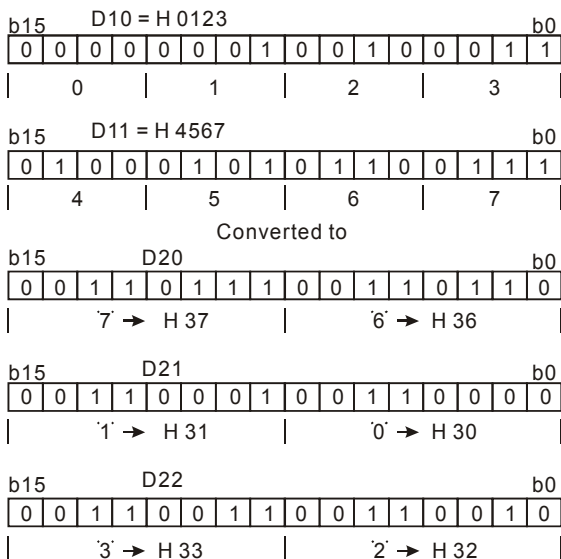 D10 = H 0123
b15 b0
0 0 0 0 0 0 0 1 0 0 1 0 0 0 1 1
0 1 2 3
b15 D11 = H 4567 b0
0 1 0 0 0 1 0 1 0 1 1 0 0 1 1 1
4 5 6 7
Converted to
b15 D20 b0
0 0 1 1 0 1 1 1 0 0 1 1 0 1 1 0
'7' → H 37 '6' → H 36
b15 D21 b0
0 0 1 1 0 0 0 1 0 0 1 1 0 0 0 0
'1' → H 31 '0' → H 30
b15 D22 b0
0 0 1 1 0 0 1 1 0 0 1 1 0 0 1 0
'3' → H 33 '2' → H 32